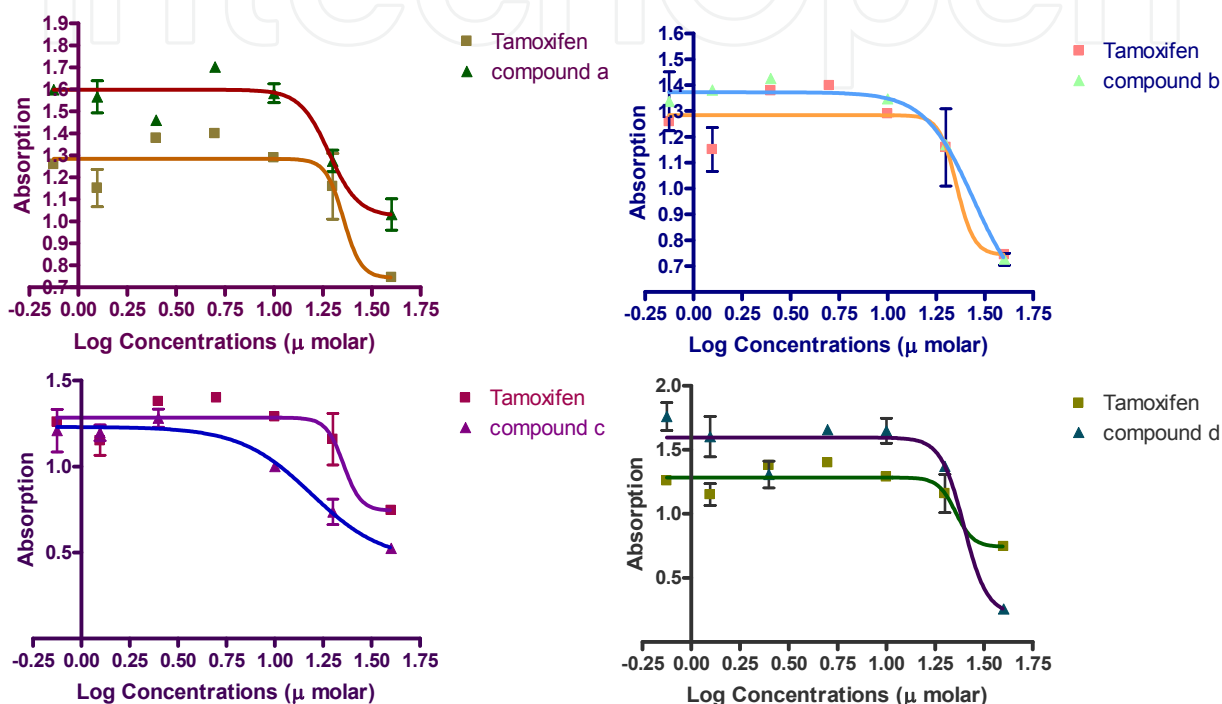 1.9
1.8
1.7
1.6
1.5
1.4
1.3
1.2
1.1
1.0
0.9
0.8
0.7
Absorption
-0.25 0.00 0.25 0.50 0.75 1.00 1.25 1.50 1.75
Log Concentrations (μ molar)
Tamoxifen
compound a
1.6
1.5
1.4
1.3
1.2
1.1
1.0
0.9
0.8
0.7
Absorption
-0.25 0.00 0.25 0.50 0.75 1.00 1.25 1.50 1.75
Log Concentrations (μ molar)
Tamoxifen
compound b
1.5
1.0
0.5
Absorption
-0.25 0.00 0.25 0.50 0.75 1.00 1.25 1.50 1.75
Log Concentrations (μ molar)
Tamoxifen
compound c
2.0
1.5
1.0
0.5
Absorption
-0.25 0.00 0.25 0.50 0.75 1.00 1.25 1.50 1.75
Log Concentrations (μ molar)
Tamoxifen
compound d